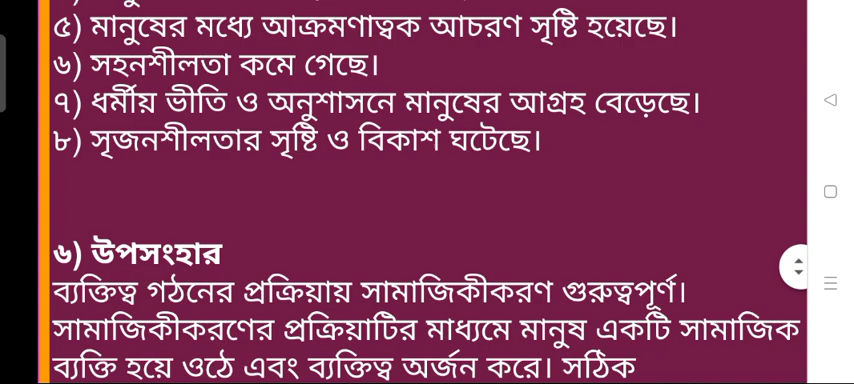 ৫) মানুষের মধ্যে আক্রমণাত্বক আচরণ সৃষ্টি হয়েছে।
৬) সহনশীলতা কমে গেছে।
৭) ধর্মীয় ভীতি ও অনুশাসনে মানুষের আগ্রহ বেড়েছে।
৮) সৃজনশীলতার সৃষ্টি ও বিকাশ ঘটেছে।
৬) উপসংহার
ব্যক্তিত্ব গঠনের প্রক্রিয়ায় সামাজিকীকরণ গুরুত্বপূর্ণ।
সামাজিকীকরণের প্রক্রিয়াটির মাধ্যমে মানুষ একটি সামাজিক
ব্যক্তি হয়ে ওঠে এবং ব্যক্তিত্ব অর্জন করে। সঠিক